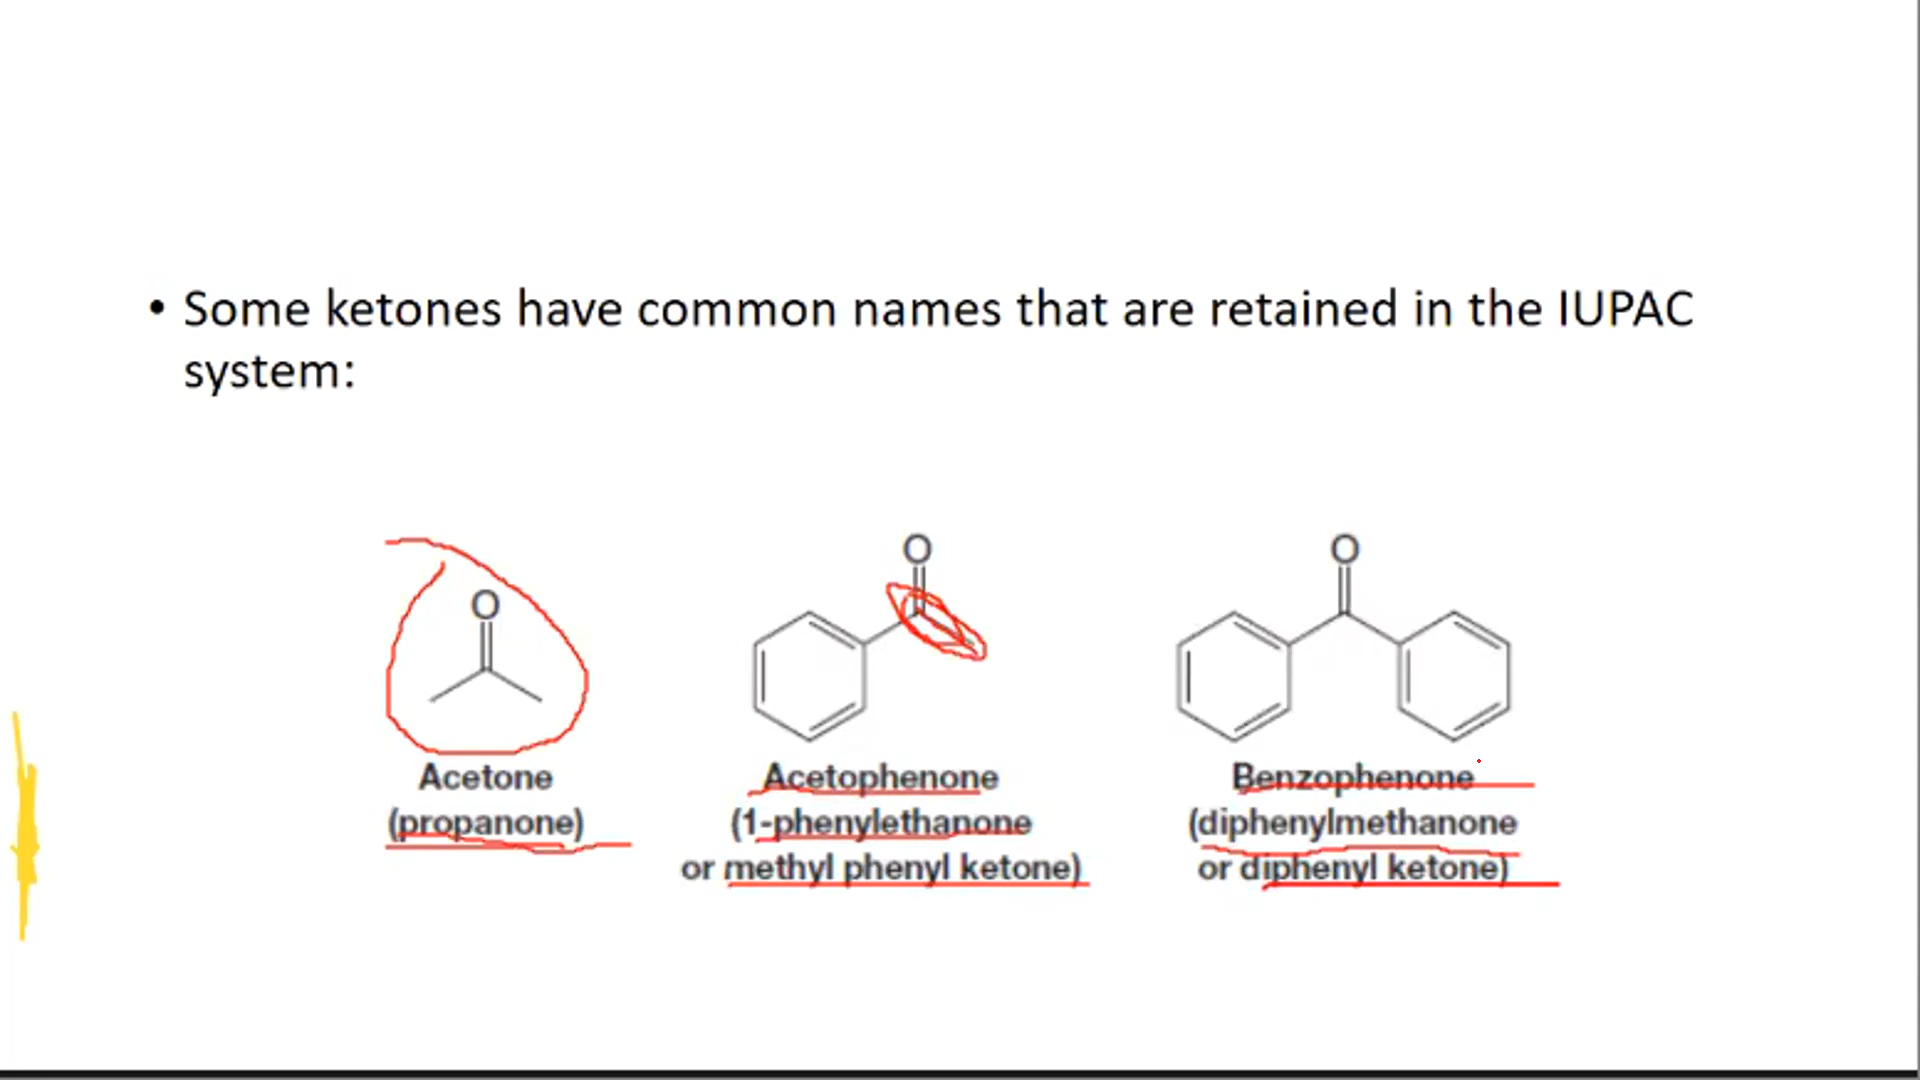 • Some ketones have common names that are retained in the IUPAC
system:
O
O
O
Acetone
(propanone)
Acetophenone
(1-phenylethanone
or methyl phenyl ketone)
Benzophenone
(diphenylmethanone
or diphenyl ketone)